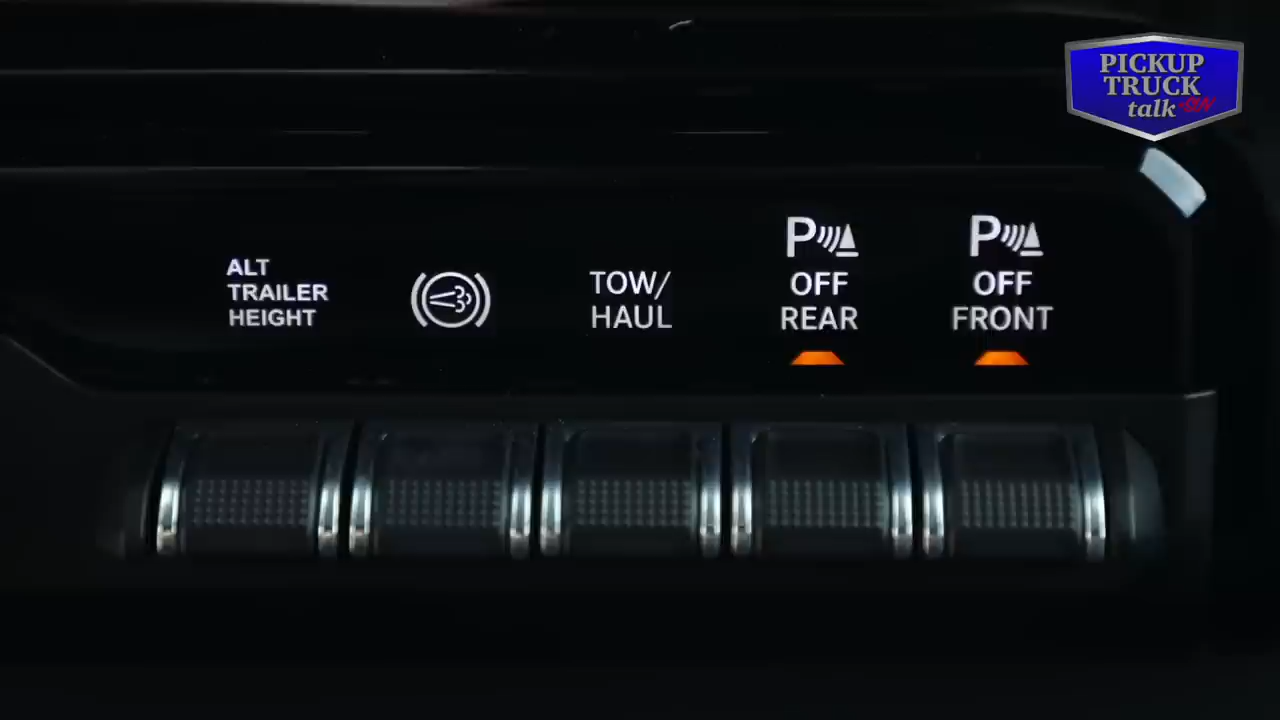 PICKUP
TRUCK
talk
ALT
TRAILER
HEIGHT
TOW/
HAUL
P
OFF
REAR
P
OFF
FRONT